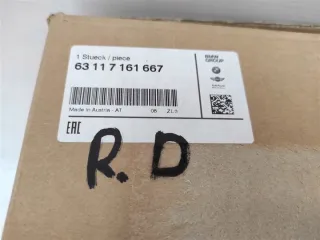 1 Stueck / piece
63 11 7 161 667
BMW
GROUP
Made in Austria - AT 06
EAC
R.D